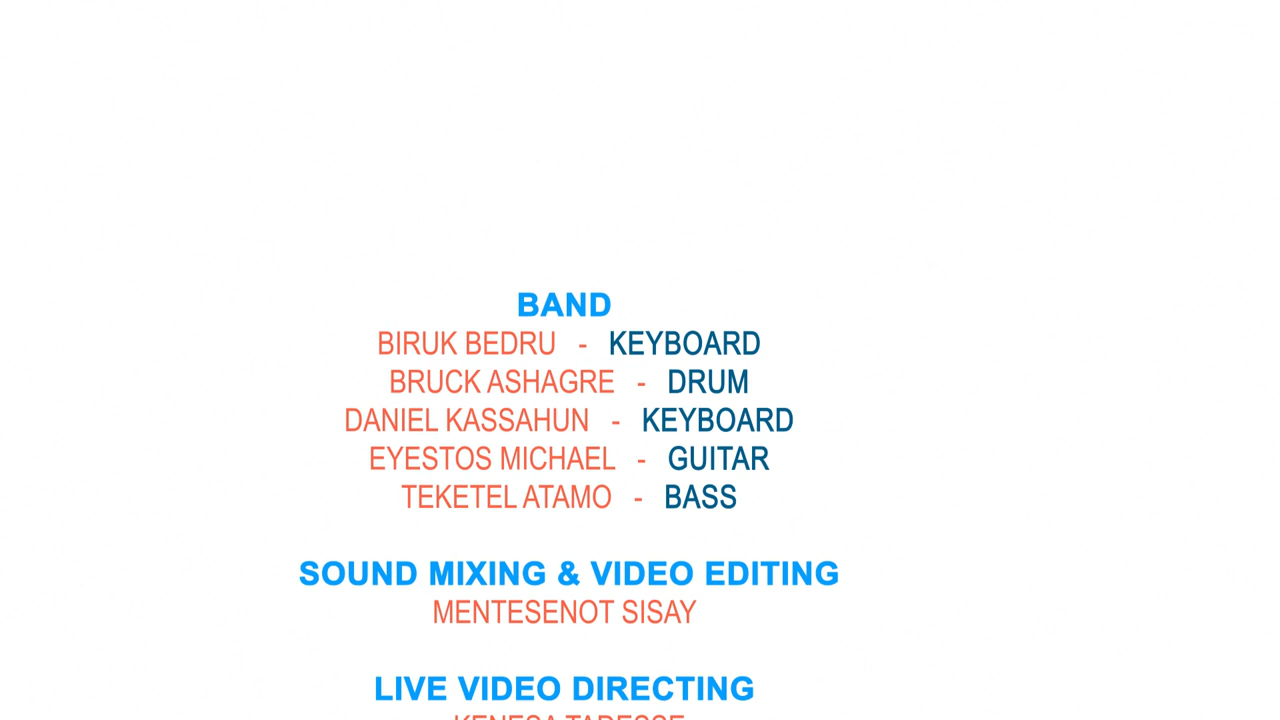 BAND
BIRUK BEDRU - KEYBOARD
BRUCK ASHAGRE - DRUM
DANIEL KASSAHUN - KEYBOARD
EYESTOS MICHAEL - GUITAR
TEKETEL ATAMO - BASS
SOUND MIXING & VIDEO EDITING
MENTESENOT SISAY
LIVE VIDEO DIRECTING